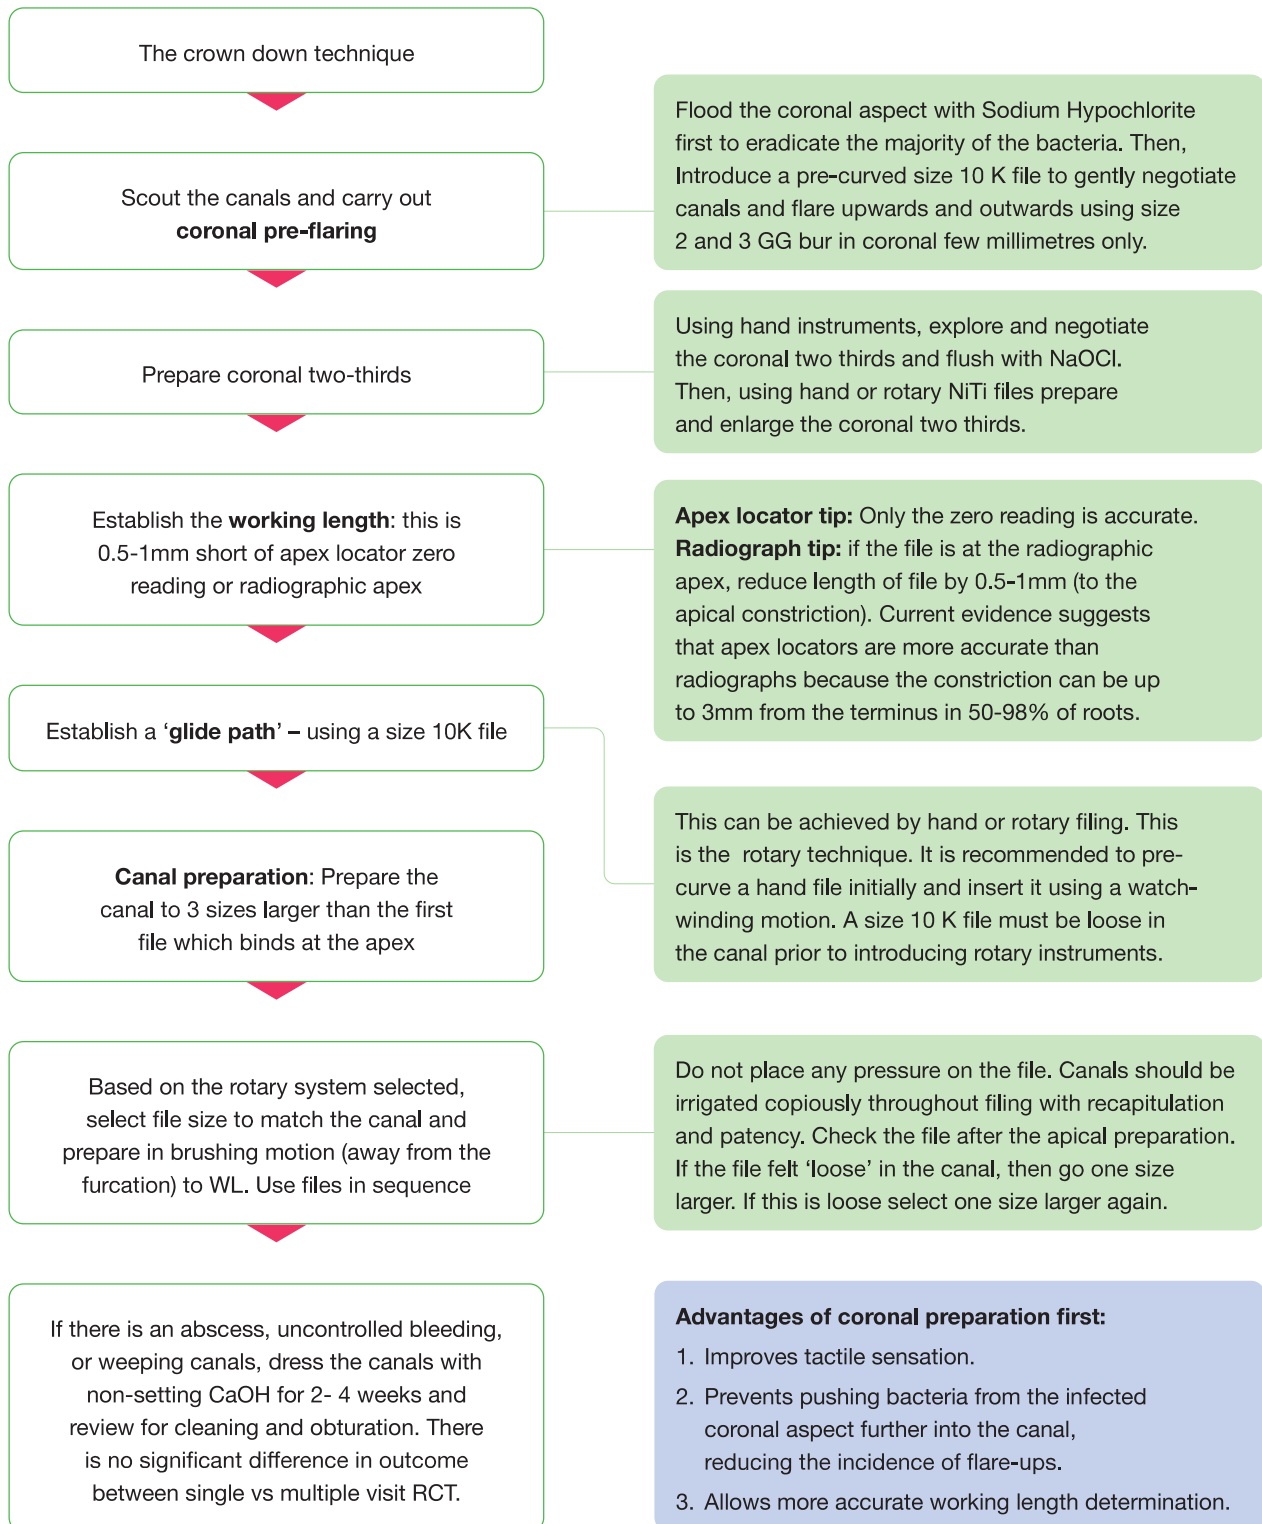 The crown down technique
Scout the canals and carry out
coronal pre-flaring
Flood the coronal aspect with Sodium Hypochlorite
first to eradicate the majority of the bacteria. Then,
Introduce a pre-curved size 10 K file to gently negotiate
canals and flare upwards and outwards using size
2 and 3 GG bur in coronal few millimetres only.
Prepare coronal two-thirds
Using hand instruments, explore and negotiate
the coronal two thirds and flush with NaOCl.
Then, using hand or rotary NiTi files prepare
and enlarge the coronal two thirds.
Establish the working length: this is
0.5-1mm short of apex locator zero
reading or radiographic apex
Apex locator tip: Only the zero reading is accurate.
Radiograph tip: if the file is at the radiographic
apex, reduce length of file by 0.5-1mm (to the
apical constriction). Current evidence suggests
that apex locators are more accurate than
radiographs because the constriction can be up
to 3mm from the terminus in 50-98% of roots.
Establish a ‘glide path’ – using a size 10K file
This can be achieved by hand or rotary filing. This
is the rotary technique. It is recommended to pre-
curve a hand file initially and insert it using a watch-
winding motion. A size 10 K file must be loose in
the canal prior to introducing rotary instruments.
Canal preparation: Prepare the
canal to 3 sizes larger than the first
file which binds at the apex
Based on the rotary system selected,
select file size to match the canal and
prepare in brushing motion (away from the
furcation) to WL. Use files in sequence
Do not place any pressure on the file. Canals should be
irrigated copiously throughout filing with recapitulation
and patency. Check the file after the apical preparation.
If the file felt ‘loose’ in the canal, then go one size
larger. If this is loose select one size larger again.
If there is an abscess, uncontrolled bleeding,
or weeping canals, dress the canals with
non-setting CaOH for 2- 4 weeks and
review for cleaning and obturation. There
is no significant difference in outcome
between single vs multiple visit RCT.
Advantages of coronal preparation first:
1. Improves tactile sensation.
2. Prevents pushing bacteria from the infected
coronal aspect further into the canal,
reducing the incidence of flare-ups.
3. Allows more accurate working length determination.